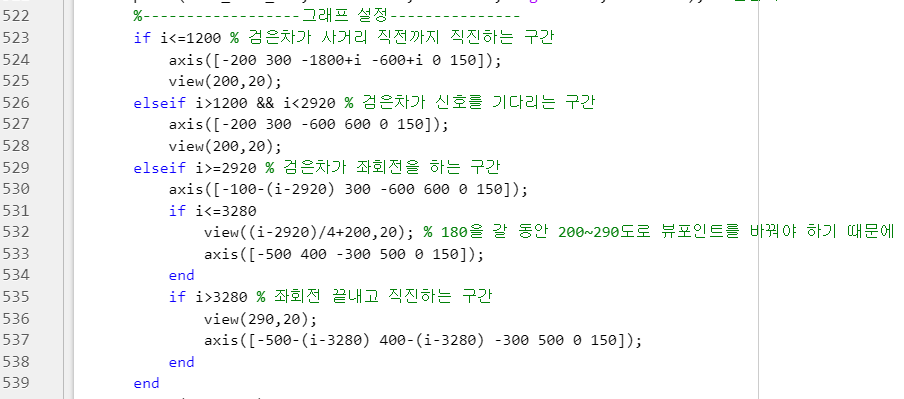 522 %------------------그래프 설정---------------
523 if i<=1200 % 검은차가 사거리 직전까지 직진하는 구간
524 axis([-200 300 -1800+i -600+i 0 150]);
525 view(200,20);
526 elseif i>1200 && i<2920 % 검은차가 신호를 기다리는 구간
527 axis([-200 300 -600 600 0 150]);
528 view(200,20);
529 elseif i>=2920 % 검은차가 좌회전을 하는 구간
530 axis([-100-(i-2920) 300 -600 600 0 150]);
531 if i<=3280
532 view((i-2920)/4+200,20); % 180을 갈 동안 200~290도로 뷰포인트를 바꿔야 하기 때문에
533 axis([-500 400 -300 500 0 150]);
534 end
535 if i>3280 % 좌회전 끝내고 직진하는 구간
536 view(290,20);
537 axis([-500-(i-3280) 400-(i-3280) -300 500 0 150]);
538 end
539 end